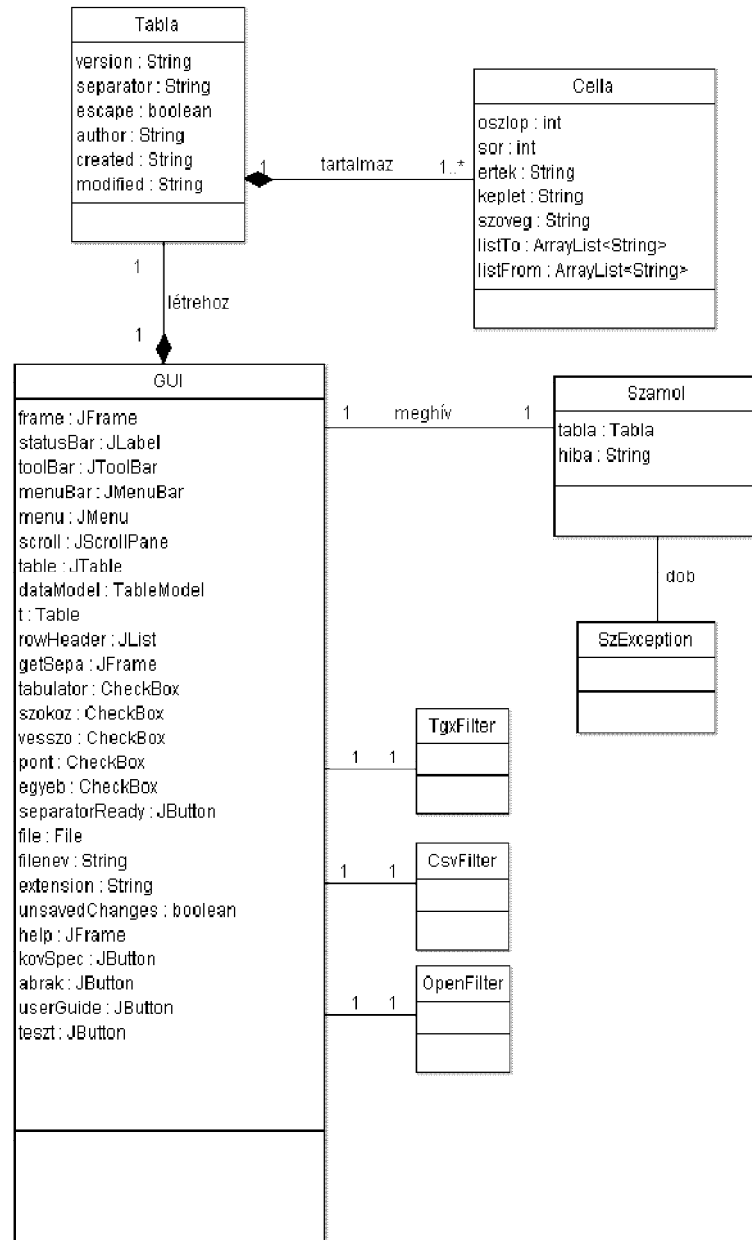 Tabla
version : String
separator : String
escape : boolean
author : String
created : String
modified : String
1
tartalmaz
1..*
Cella
oszlop : int
sor : int
ertek : String
keplet : String
szoveg : String
listTo : ArrayList<String>
listFrom : ArrayList<String>
1
létrehoz
1
GUI
frame : JFrame
statusBar : JLabel
toolBar : JToolBar
menuBar : JMenuBar
menu : JMenu
scroll : JScrollPane
table : JTable
dataModel : TableModel
t : Table
rowHeader : JList
getSepa : JFrame
tabulator : CheckBox
szokoz : CheckBox
vesszo : CheckBox
pont : CheckBox
egyeb : CheckBox
separatorReady : JButton
file : File
filenev : String
extension : String
unsavedChanges : boolean
help : JFrame
kovSpec : JButton
abrak : JButton
userGuide : JButton
teszt : JButton
1
meghív
1
Szamol
tabla : Tabla
hiba : String
dob
SzException
1
1
TgxFilter
1
1
CsvFilter
1
1
OpenFilter